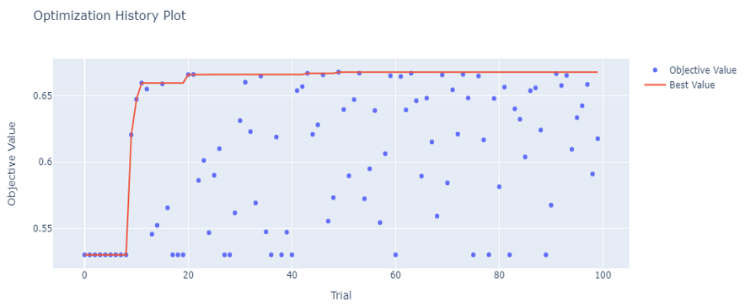 Optimization History Plot
Objective Value
Best Value
0.65
0.6
0.55
Objective Value
0 20 40 60 80 100
Trial